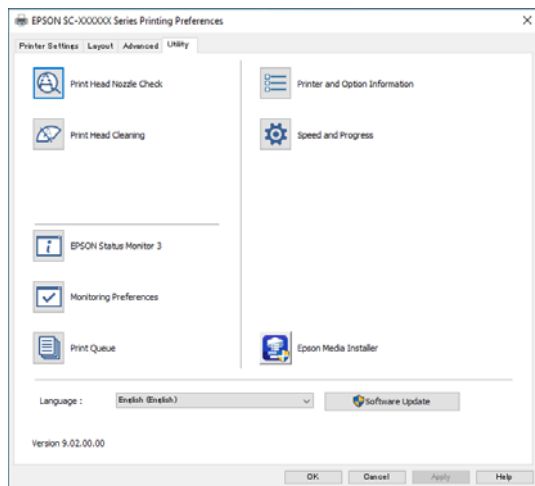 EPSON SC-XXXXXX Series Printing Preferences
Printer Settings Layout Advanced Utility
Print Head Nozzle Check
Print Head Cleaning
EPSON Status Monitor 3
Monitoring Preferences
Print Queue
Printer and Option Information
Speed and Progress
Epson Media Installer
Language : English (English) Software Update
Version 9.02.00.00
OK Cancel Apply Help